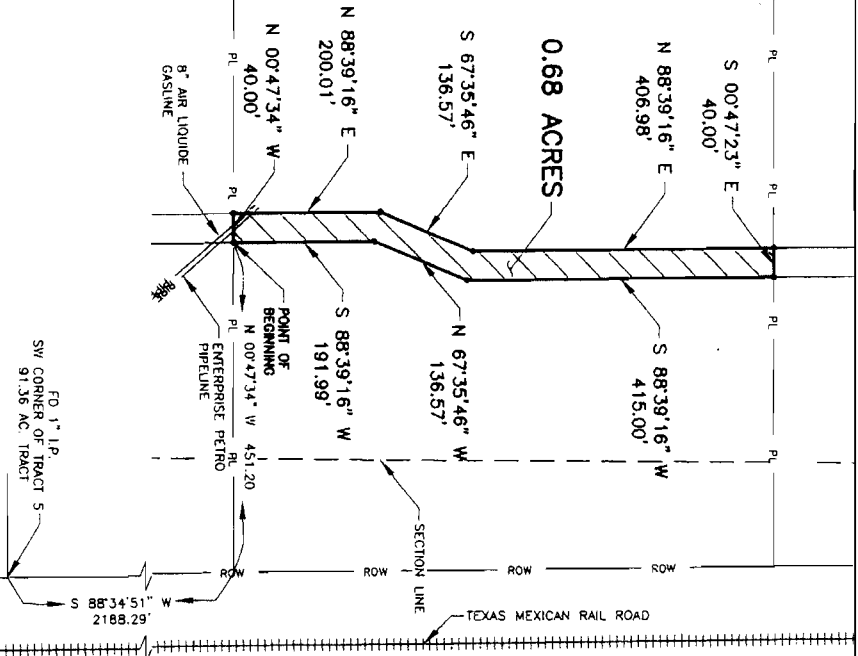 PL
PL
S 00°47'23" E
40.00'
N 88°39'16" E
406.98'
0.68 ACRES
S 67°35'46" E
136.57'
N 88°39'16" E
200.01'
N 00°47'34" W
40.00'
8" AIR LIQUIDE
GASLINE
PL
PL
PL
PL
S 88°39'16" W
415.00'
N 67°35'46" W
136.57'
S 88°39'16" W
191.99'
POINT OF
BEGINNING
N 00°47'34" W 451.20
ENTERPRISE PETRO
PIPELINE
PL
PL
SECTION LINE
ROW
ROW
ROW
ROW
FD 1" I.P.
SW CORNER OF TRACT 5
91.36 AC. TRACT
S 88°34'51" W
2188.29'
TEXAS MEXICAN RAIL ROAD